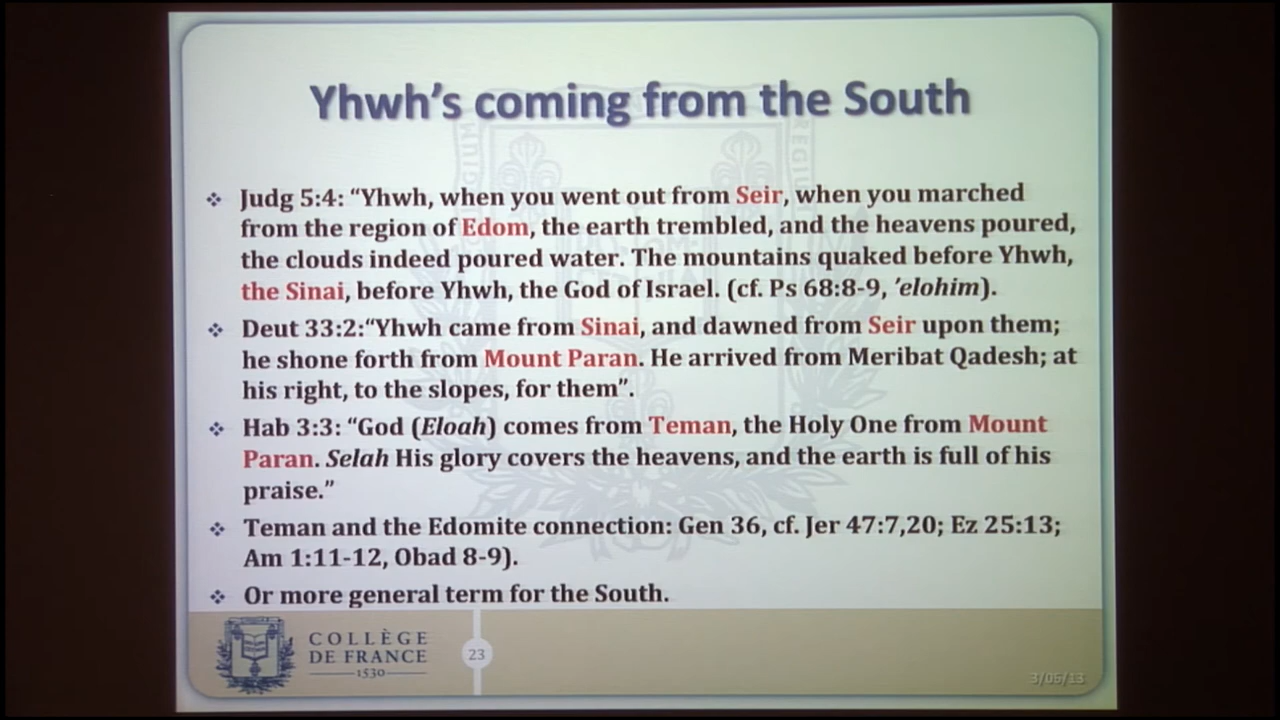 Yhwh's coming from the South
❖ Judg 5:4: “Yhwh, when you went out from Seir, when you marched
from the region of Edom, the earth trembled, and the heavens poured,
the clouds indeed poured water. The mountains quaked before Yhwh,
the Sinai, before Yhwh, the God of Israel. (cf. Ps 68:8-9, ’elohim).
❖ Deut 33:2:“Yhwh came from Sinai, and dawned from Seir upon them;
he shone forth from Mount Paran. He arrived from Meribat Qadesh; at
his right, to the slopes, for them”.
❖ Hab 3:3: “God (Eloah) comes from Teman, the Holy One from Mount
Paran. Selah His glory covers the heavens, and the earth is full of his
praise.”
❖ Teman and the Edomite connection: Gen 36, cf. Jer 47:7,20; Ez 25:13;
Am 1:11-12, Obad 8-9).
❖ Or more general term for the South.
COLLÈGE
DE FRANCE
1530
23
3/06/13